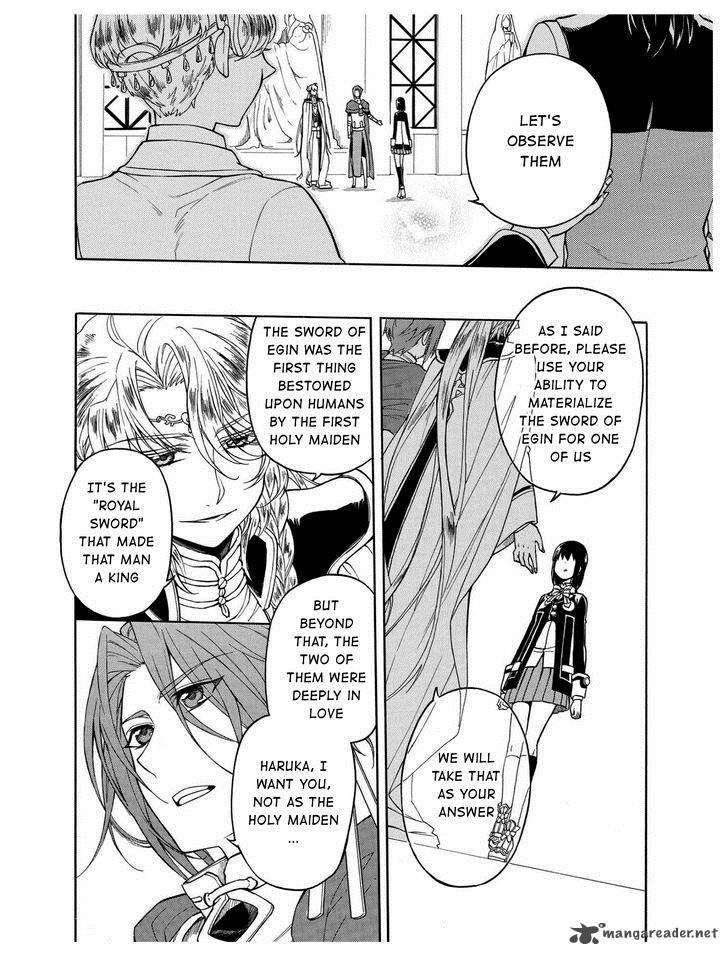 LET'S
OBSERVE
THEM
AS I SAID
BEFORE, PLEASE
USE YOUR
ABILITY TO
MATERIALIZE
THE SWORD OF
EGIN FOR ONE
OF US
WE WILL
TAKE THAT
AS YOUR
ANSWER
THE SWORD OF
EGIN WAS THE
FIRST THING
BESTOWED
UPON HUMANS
BY THE FIRST
HOLY MAIDEN
IT'S THE
"ROYAL
SWORD"
THAT MADE
THAT MAN
A KING
BUT
BEYOND
THAT, THE
TWO OF
THEM WERE
DEEPLY IN
LOVE
HARUKA, I
WANT YOU,
NOT AS THE
HOLY MAIDEN
...
mangareader.net